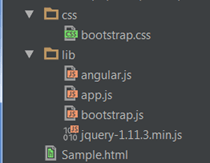 css
bootstrap.css
lib
angular.js
app.js
bootstrap.js
jquery-1.11.3.min.js
Sample.html